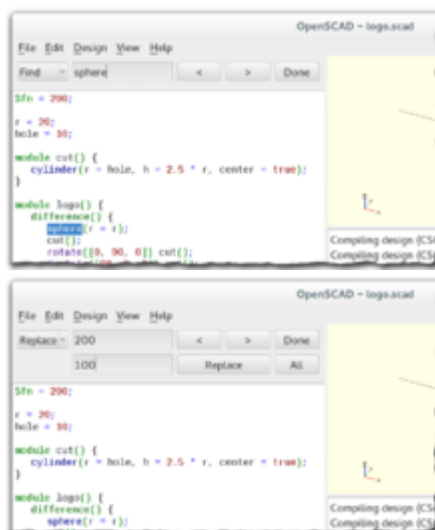 OpenSCAD - logo.scad
File Edit Design View Help
Find sphere < > Done
$fn = 200;
r = 20;
hole = 10;
module cut() {
cylinder(r = hole, h = 2.5 * r, center = true);
}
module logo() {
difference() {
sphere(r = r);
cut();
rotate([0, 90, 0]) cut();
Compiling design (CS
Compiling design (CS
OpenSCAD - logo.scad
File Edit Design View Help
Replace 200 < > Done
100 Replace All
$fn = 200;
r = 20;
hole = 10;
module cut() {
cylinder(r = hole, h = 2.5 * r, center = true);
}
module logo() {
difference() {
sphere(r = r);
Compiling design (CS
Compiling design (CS